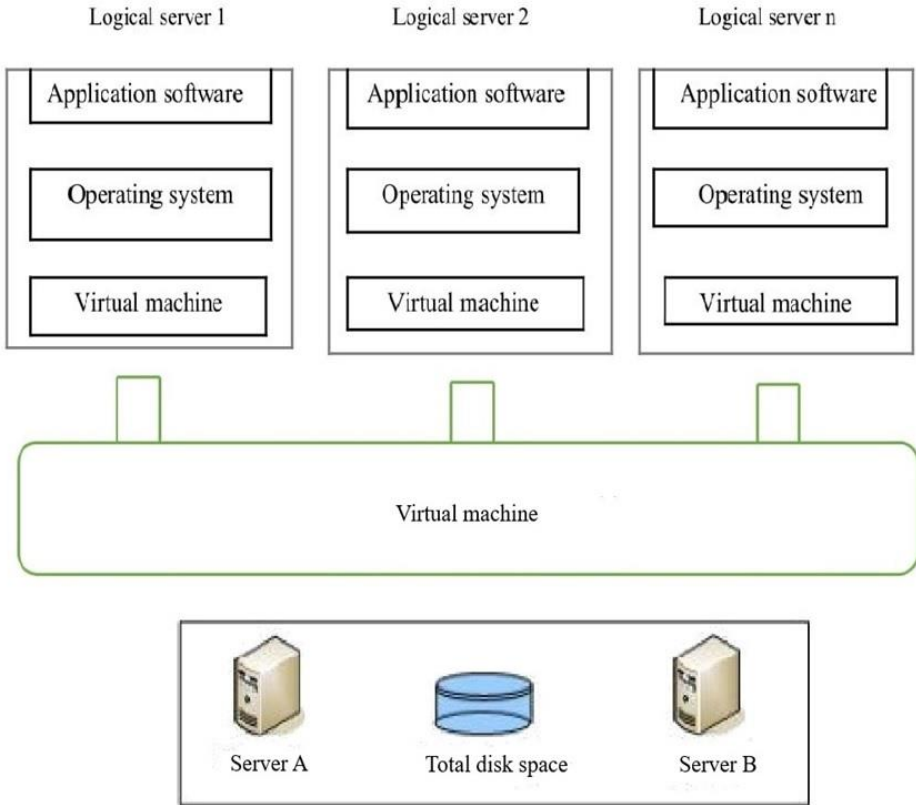 Logical server 1
Logical server 2
Logical server n
Application software
Application software
Application software
Operating system
Operating system
Operating system
Virtual machine
Virtual machine
Virtual machine
Virtual machine
Server A
Total disk space
Server B